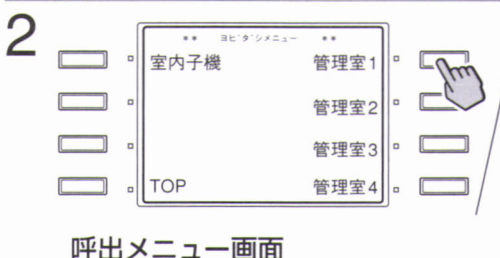 2
** ヨビダシメニュー **
室内子機 管理室1
管理室2
管理室3
TOP 管理室4
呼出メニュー画面